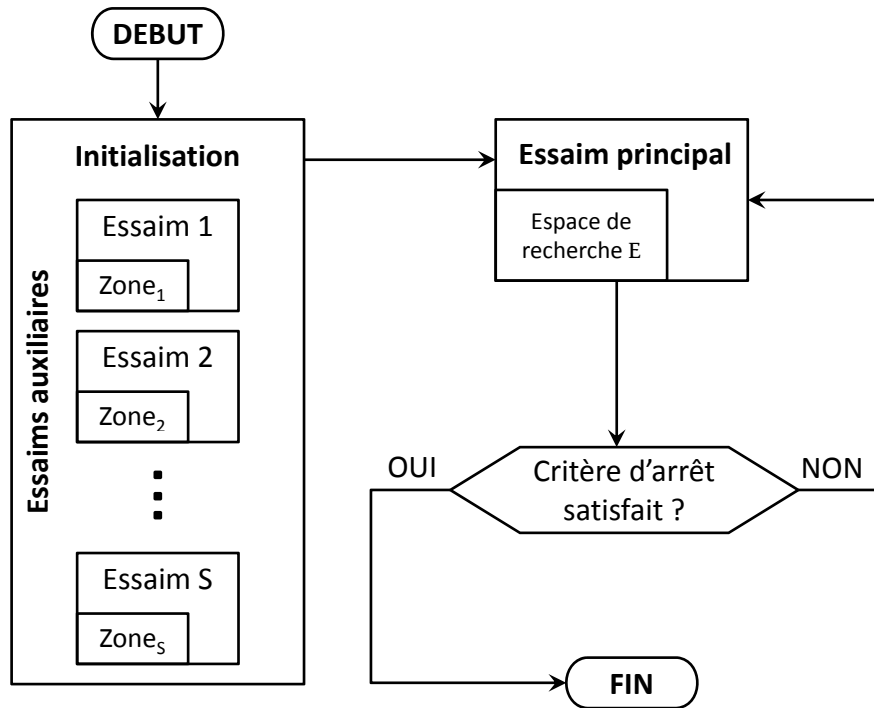 DEBUT
Initialisation
Essaims auxiliaires
Essaim 1
Zone₁
Essaim 2
Zone₂
Essaim S
Zoneₛ
Essaim principal
Espace de
recherche E
OUI
Critère d’arrêt
satisfait ?
NON
FIN